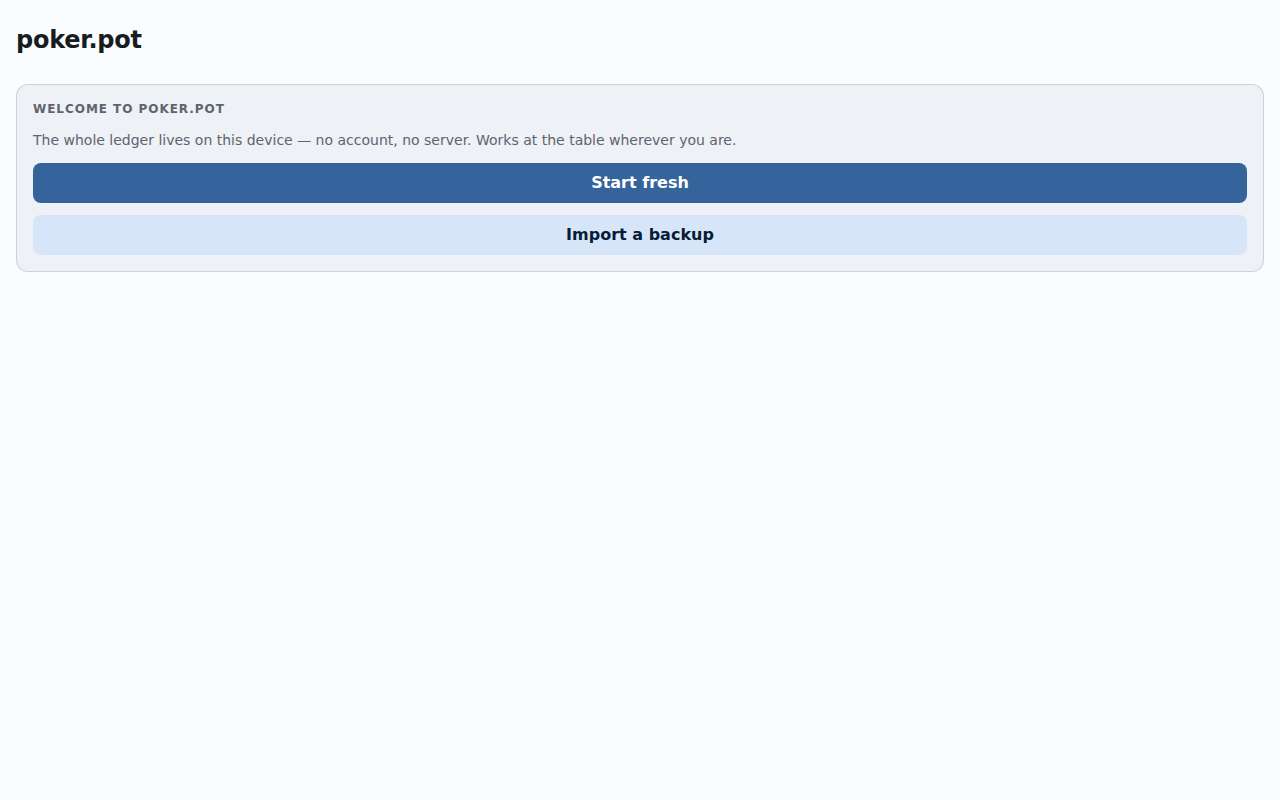 poker.pot
WELCOME TO POKER.POT
The whole ledger lives on this device — no account, no server. Works at the table wherever you are.
Start fresh
Import a backup